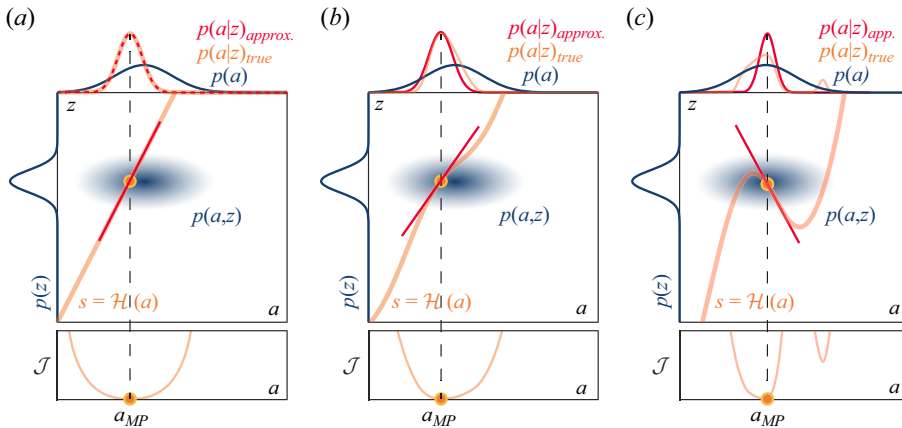 (a)
p(a|z)approx.
p(a|z)true
p(a)
z
p(a,z)
p(z)
s = ℋ (a)
a
𝒥
a
aMP
(b)
p(a|z)approx.
p(a|z)true
p(a)
z
p(a,z)
p(z)
s = ℋ (a)
a
𝒥
a
aMP
(c)
p(a|z)app.
p(a|z)true
p(a)
z
p(a,z)
p(z)
s = ℋ (a)
a
𝒥
a
aMP